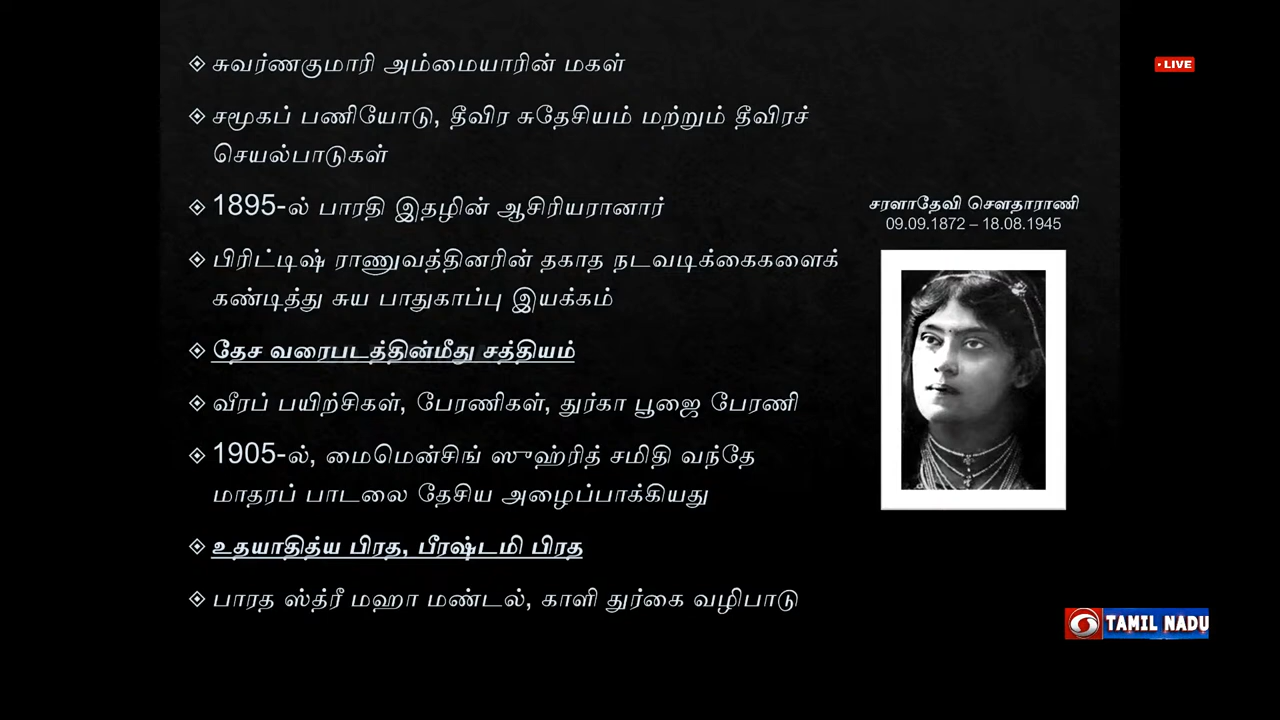 சுவர்ணகுமாரி அம்மையாரின் மகள்
சமூகப் பணியோடு, தீவிர சுதேசியம் மற்றும் தீவிரச்
செயல்பாடுகள்
1895-ல் பாரதி இதழின் ஆசிரியரானார்
பிரிட்டிஷ் ராணுவத்தினரின் தகாத நடவடிக்கைகளைக்
கண்டித்து சுய பாதுகாப்பு இயக்கம்
தேச வரைபடத்தின்மீது சத்தியம்
வீரப் பயிற்சிகள், பேரணிகள், துர்கா பூஜை பேரணி
1905-ல், மைமென்சிங் ஸுஹ்ரித் சமிதி வந்தே
மாதரப் பாடலை தேசிய அழைப்பாக்கியது
உதயாதித்ய பிரத, பீரஷ்டமி பிரத
பாரத ஸ்த்ரீ மஹா மண்டல், காளி துர்கை வழிபாடு
சரளாதேவி சௌதாராணி
09.09.1872 – 18.08.1945
LIVE
TAMIL NADU